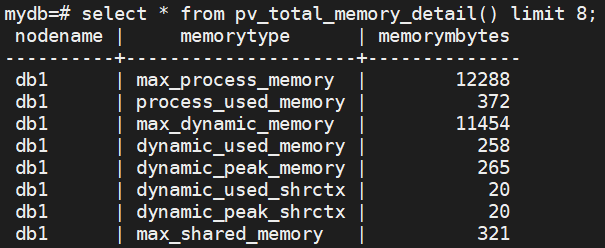 mydb=# select * from pv_total_memory_detail() limit 8;
 nodename |     memorytype      | memorymbytes
----------+---------------------+--------------
 db1      | max_process_memory  |        12288
 db1      | process_used_memory |          372
 db1      | max_dynamic_memory  |        11454
 db1      | dynamic_used_memory |          258
 db1      | dynamic_peak_memory |          265
 db1      | dynamic_used_shrctx |           20
 db1      | dynamic_peak_shrctx |           20
 db1      | max_shared_memory   |          321